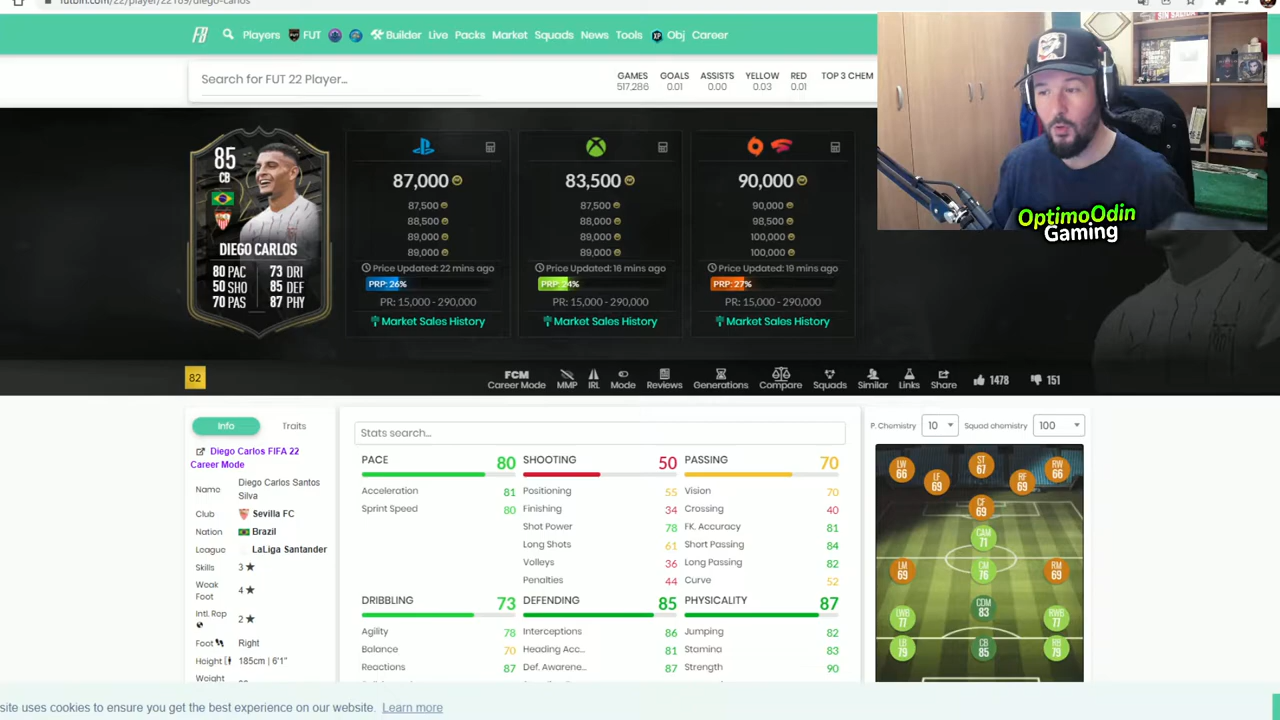 futbin.com/22/player/22169/diego-carlos
Players FUT Builder Live Packs Market Squads News Tools XP Obj Career
Search for FUT 22 Player...
GAMES GOALS ASSISTS YELLOW RED TOP 3 CHEM
517,286 0.01 0.00 0.03 0.01
SIN SALIDA
85
CB
DIEGO CARLOS
80 PAC 73 DRI
50 SHO 85 DEF
70 PAS 87 PHY
87,000
87,500
88,500
89,000
89,000
Price Updated: 22 mins ago
PRP: 26%
PR: 15,000 - 290,000
Market Sales History
83,500
87,500
88,000
89,000
89,000
Price Updated: 16 mins ago
PRP: 24%
PR: 15,000 - 290,000
Market Sales History
90,000
90,000
98,500
100,000
100,000
Price Updated: 19 mins ago
PRP: 27%
PR: 15,000 - 290,000
Market Sales History
OptimoOdin
Gaming
82
FCM
Career Mode MMP IRL Mode Reviews Generations Compare Squads Similar Links Share 1478 151
Info Traits
Diego Carlos FIFA 22
Career Mode
Name Diego Carlos Santos
Silva
Club Sevilla FC
Nation Brazil
League LaLiga Santander
Skills 3
Weak
Foot 4
Intl. Rep 2
Foot Right
Height 185cm | 6'1"
Weight
Stats search...
PACE 80
Acceleration 81
Sprint Speed 80
SHOOTING 50
Positioning 55
Finishing 34
Shot Power 78
Long Shots 61
Volleys 36
Penalties 44
PASSING 70
Vision 70
Crossing 40
FK. Accuracy 81
Short Passing 84
Long Passing 82
Curve 52
DRIBBLING 73
Agility 78
Balance 70
Reactions 87
DEFENDING 85
Interceptions 86
Heading Acc... 81
Def. Awarene... 87
PHYSICALITY 87
Jumping 82
Stamina 83
Strength 90
P. Chemistry 10 Squad chemistry 100
LW 66
LF 69
ST 67
RF 69
RW 66
CF 69
CAM 71
LM 69
CM 76
RM 69
LWB 77
CDM 83
RWB 77
LB 79
CB 85
RB 79
site uses cookies to ensure you get the best experience on our website. Learn more